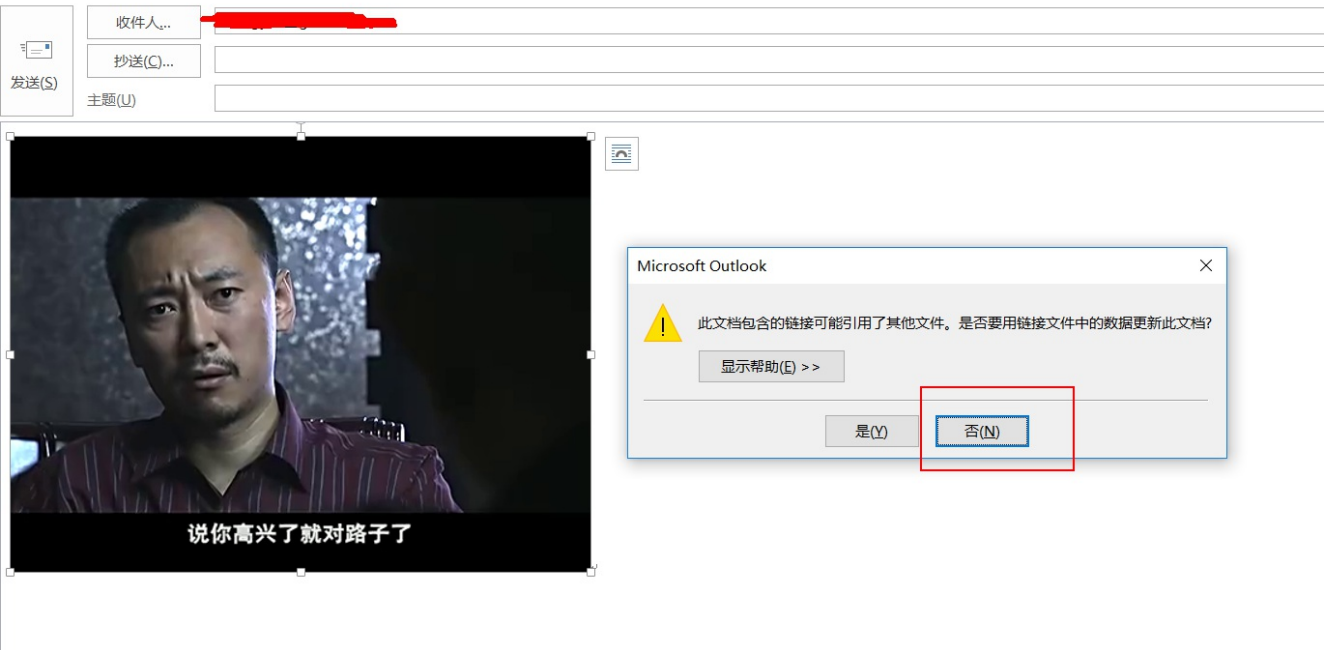 收件人...
抄送(C)...
发送(S)
主题(U)
Microsoft Outlook
此文档包含的链接可能引用了其他文件。是否要用链接文件中的数据更新此文档?
显示帮助(E) >>
是(Y)
否(N)
说你高兴了就对路子了